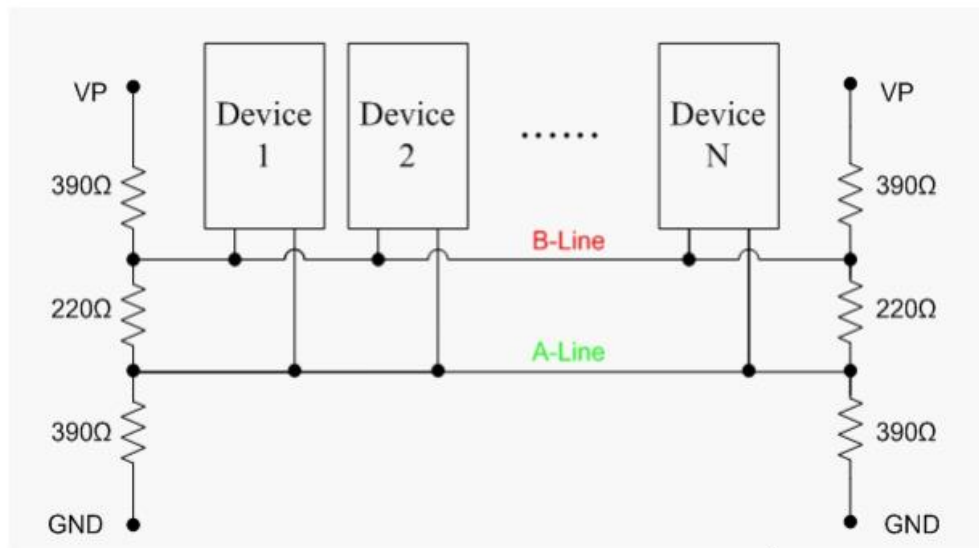 VP
VP
Device
1
Device
2
......
Device
N
390Ω
390Ω
B-Line
220Ω
220Ω
A-Line
390Ω
390Ω
GND
GND